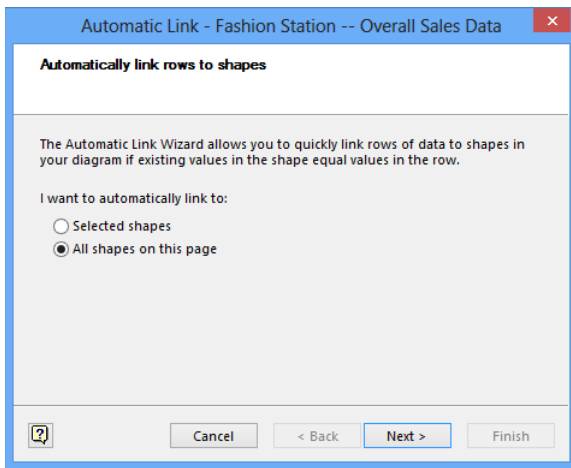 Automatic Link - Fashion Station -- Overall Sales Data
Automatically link rows to shapes
The Automatic Link Wizard allows you to quickly link rows of data to shapes in
your diagram if existing values in the shape equal values in the row.
I want to automatically link to:
Selected shapes
All shapes on this page
Cancel < Back Next > Finish